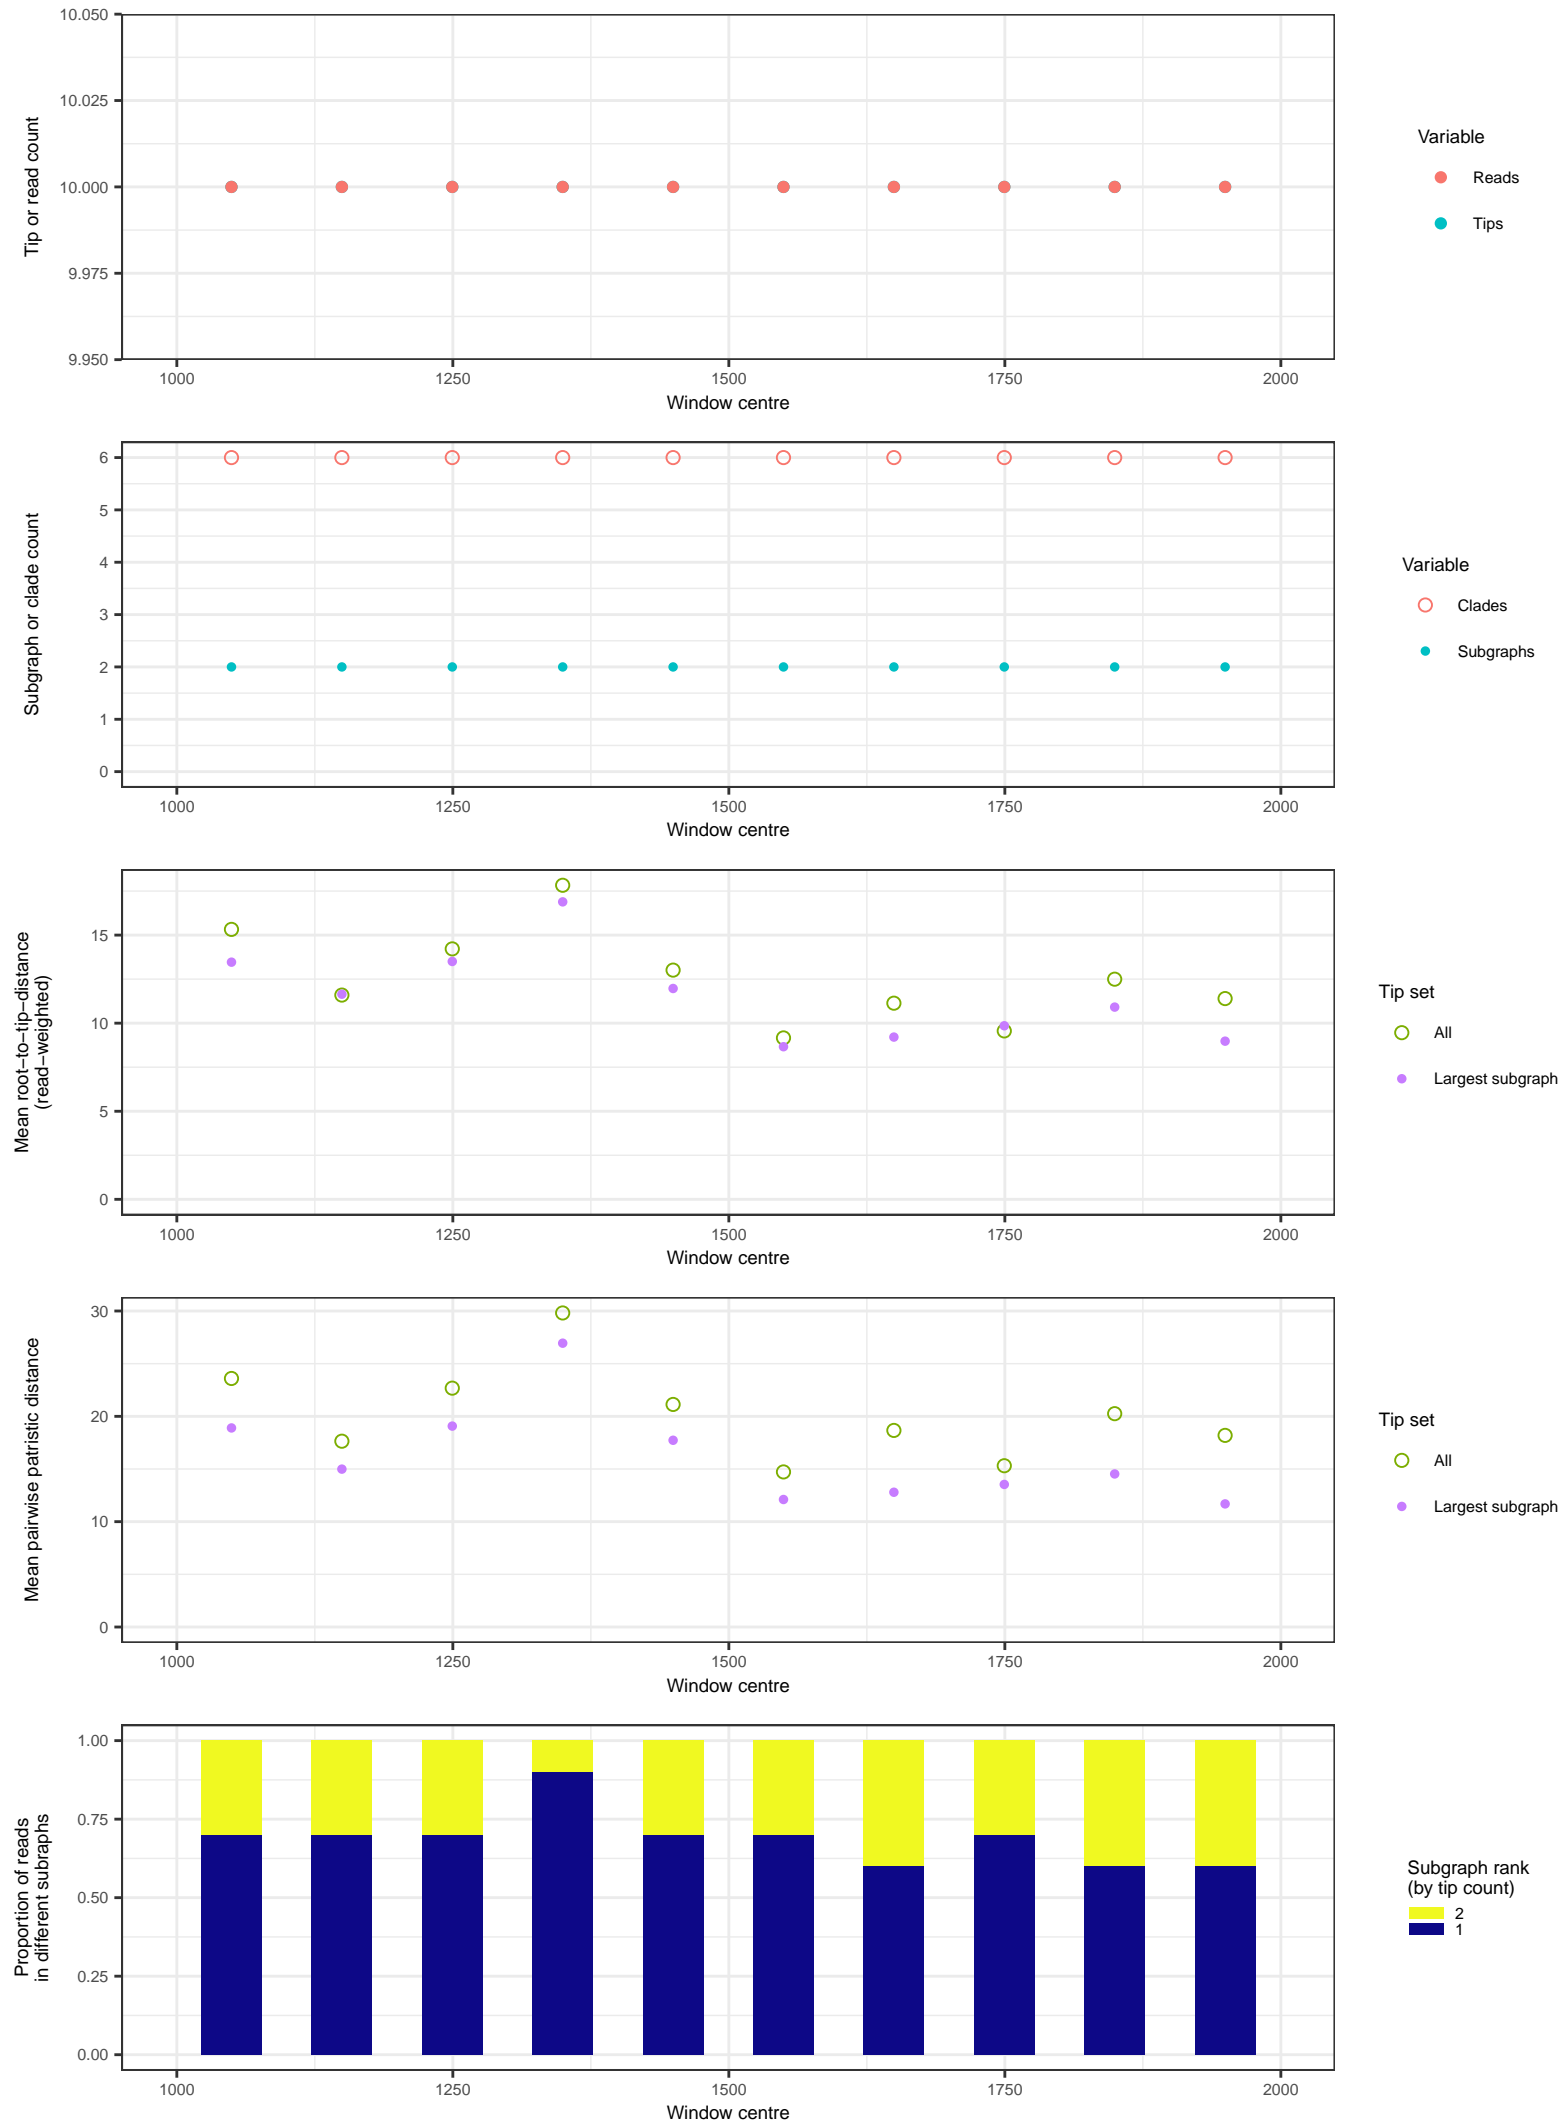 10.050
10.025
10.000
9.975
9.950
Tip or read count
1000 1250 1500 1750 2000
Window centre
Variable
Reads
Tips
6
5
4
3
2
1
0
Subgraph or clade count
1000 1250 1500 1750 2000
Window centre
Variable
Clades
Subgraphs
15
10
5
0
Mean root−to−tip−distance
(read−weighted)
1000 1250 1500 1750 2000
Window centre
Tip set
All
Largest subgraph
30
20
10
0
Mean pairwise patristic distance
1000 1250 1500 1750 2000
Window centre
Tip set
All
Largest subgraph
1.00
0.75
0.50
0.25
0.00
Proportion of reads
in different subraphs
1000 1250 1500 1750 2000
Window centre
Subgraph rank
(by tip count)
2
1